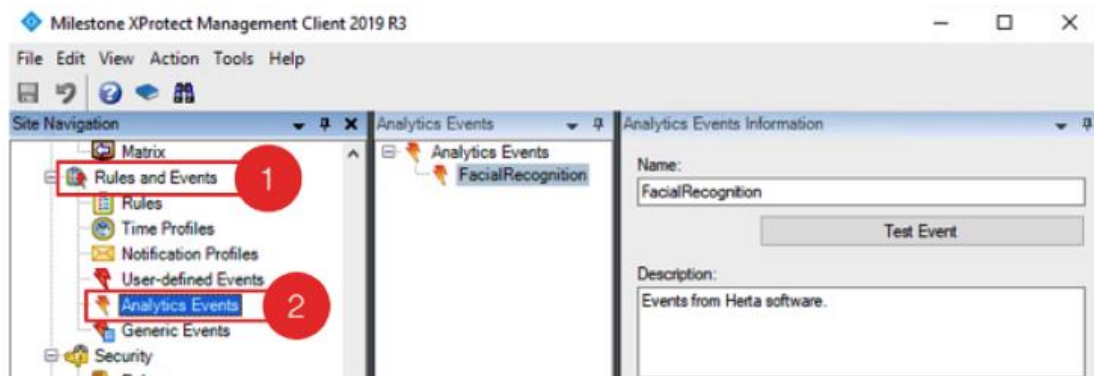 Milestone XProtect Management Client 2019 R3
File Edit View Action Tools Help
Site Navigation
Matrix
Rules and Events
1
Rules
Time Profiles
Notification Profiles
User-defined Events
Analytics Events
2
Generic Events
Security
Analytics Events
Analytics Events
FacialRecognition
Analytics Events Information
Name:
FacialRecognition
Test Event
Description:
Events from Herta software.